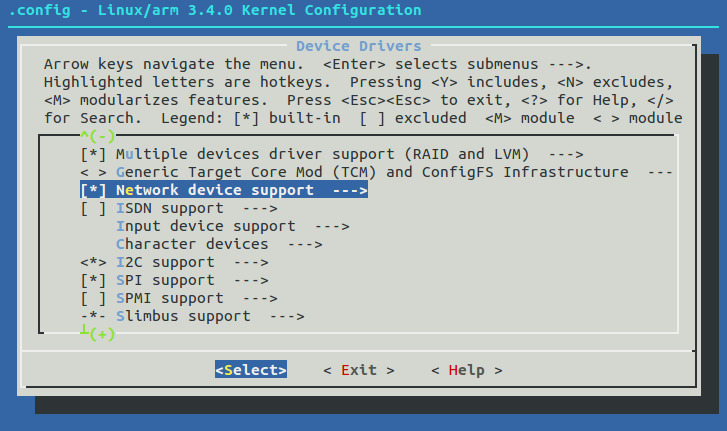 .config - Linux/arm 3.4.0 Kernel Configuration
Device Drivers
Arrow keys navigate the menu.  <Enter> selects submenus --->.
Highlighted letters are hotkeys.  Pressing <Y> includes, <N> excludes,
<M> modularizes features.  Press <Esc><Esc> to exit, <?> for Help, </>
for Search.  Legend: [*] built-in  [ ] excluded  <M> module  < > module
^(-)
[*] Multiple devices driver support (RAID and LVM)  --->
< > Generic Target Core Mod (TCM) and ConfigFS Infrastructure  ---
[*] Network device support  --->
[ ] ISDN support  --->
Input device support  --->
Character devices  --->
<*> I2C support  --->
[*] SPI support  --->
[ ] SPMI support  --->
-*- Slimbus support  --->
┴(+)
<Select>    < Exit >    < Help >